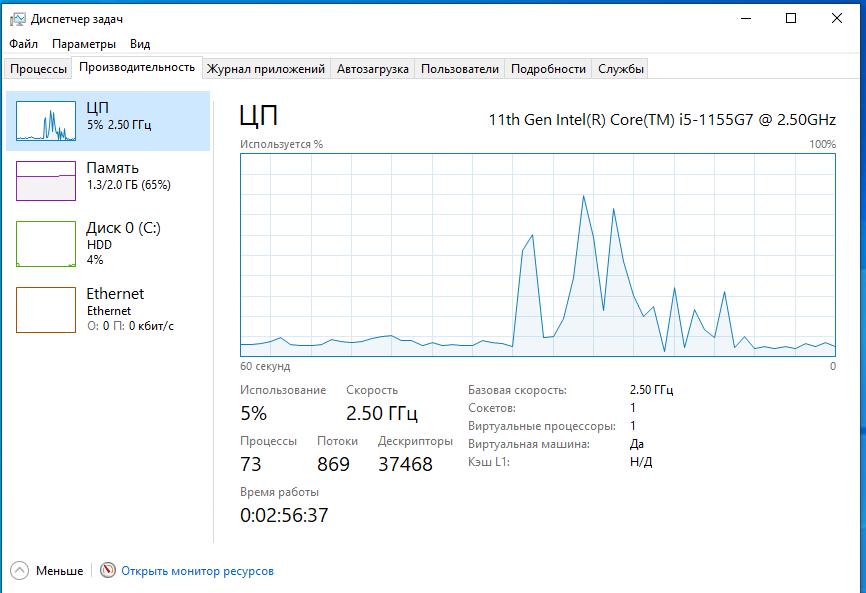 Диспетчер задач
Файл Параметры Вид
Процессы Производительность Журнал приложений Автозагрузка Пользователи Подробности Службы
ЦП
5% 2.50 ГГц
Память
1.3/2.0 ГБ (65%)
Диск 0 (C:)
HDD
4%
Ethernet
Ethernet
О: 0 П: 0 кбит/с
ЦП
11th Gen Intel(R) Core(TM) i5-1155G7 @ 2.50GHz
Используется % 100%
60 секунд 0
Использование Скорость
5% 2.50 ГГц
Процессы Потоки Дескрипторы
73 869 37468
Время работы
0:02:56:37
Базовая скорость: 2.50 ГГц
Сокетов: 1
Виртуальные процессоры: 1
Виртуальная машина: Да
Кэш L1: Н/Д
Меньше Открыть монитор ресурсов